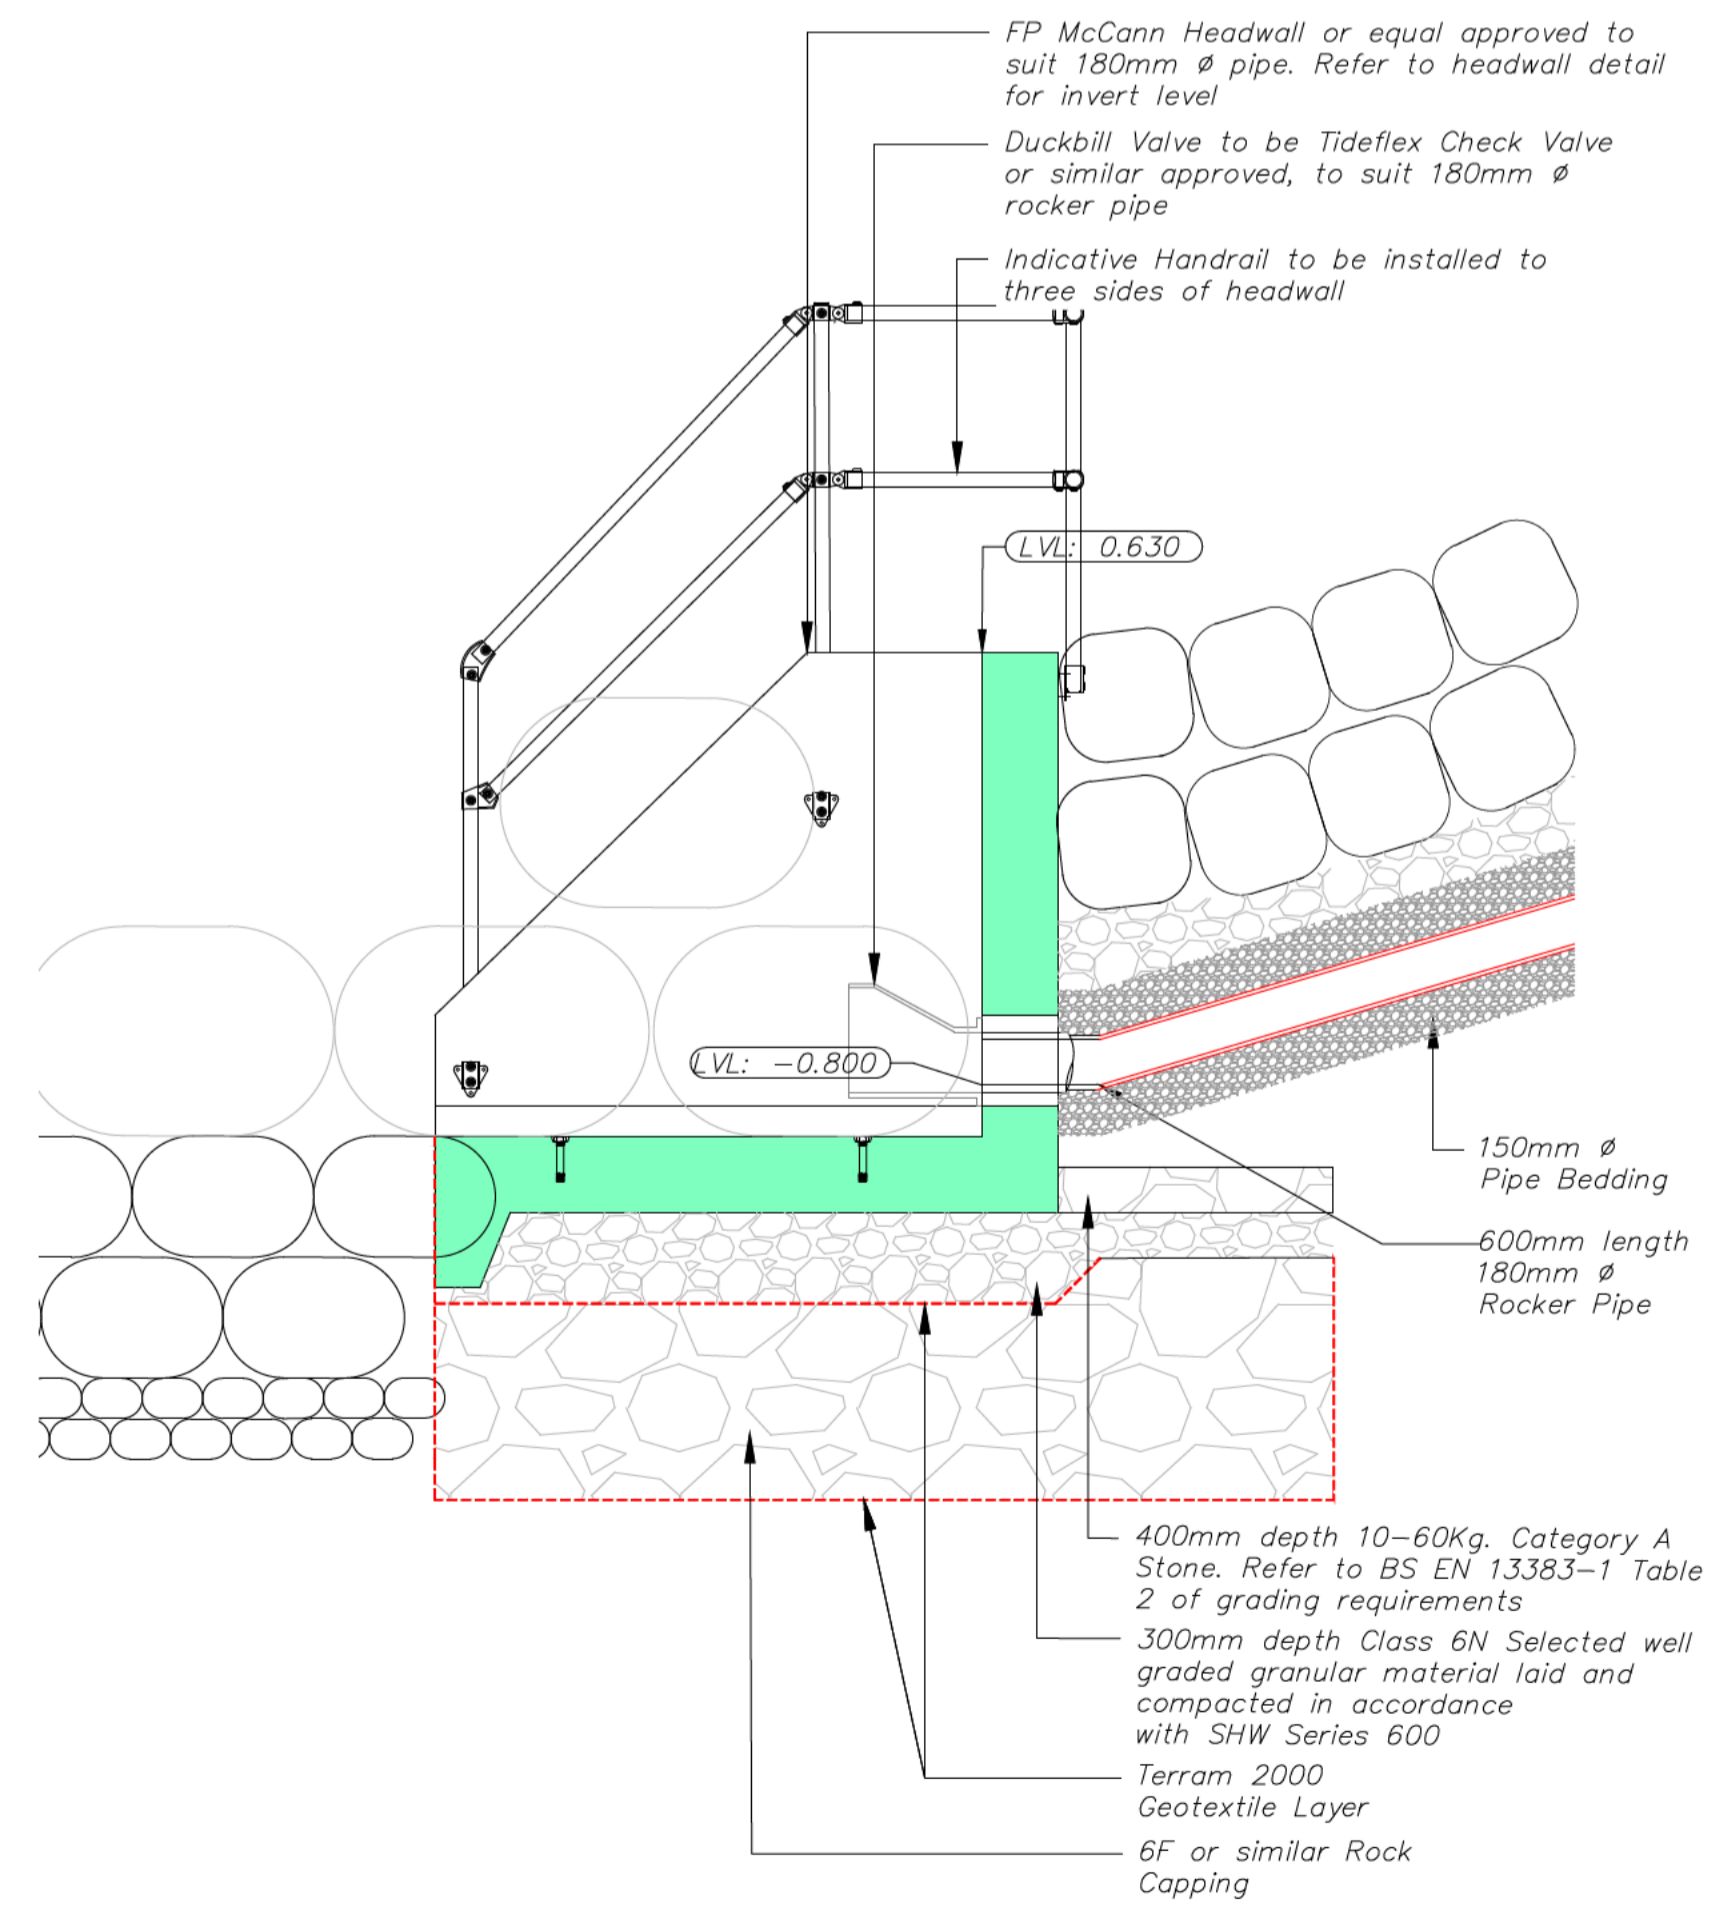 FP McCann Headwall or equal approved to
suit 180mm ø pipe. Refer to headwall detail
for invert level
Duckbill Valve to be Tideflex Check Valve
or similar approved, to suit 180mm ø
rocker pipe
Indicative Handrail to be installed to
three sides of headwall
LVL: 0.630
LVL: -0.800
150mm ø
Pipe Bedding
600mm length
180mm ø
Rocker Pipe
400mm depth 10-60Kg. Category A
Stone. Refer to BS EN 13383-1 Table
2 of grading requirements
300mm depth Class 6N Selected well
graded granular material laid and
compacted in accordance
with SHW Series 600
Terram 2000
Geotextile Layer
6F or similar Rock
Capping